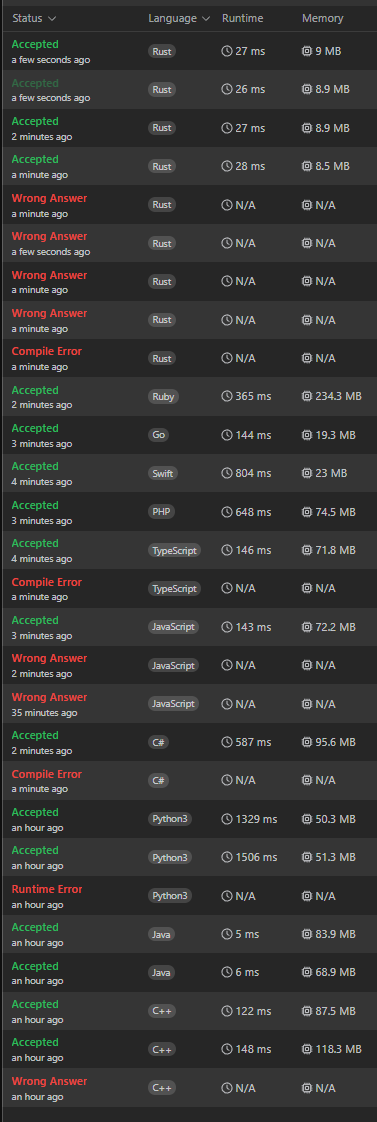 Status Language Runtime Memory
Accepted
a few seconds ago Rust 27 ms 9 MB
Accepted
a few seconds ago Rust 26 ms 8.9 MB
Accepted
2 minutes ago Rust 27 ms 8.9 MB
Accepted
a minute ago Rust 28 ms 8.5 MB
Wrong Answer
a minute ago Rust N/A N/A
Wrong Answer
a few seconds ago Rust N/A N/A
Wrong Answer
a minute ago Rust N/A N/A
Wrong Answer
a minute ago Rust N/A N/A
Compile Error
a minute ago Rust N/A N/A
Accepted
2 minutes ago Ruby 365 ms 234.3 MB
Accepted
3 minutes ago Go 144 ms 19.3 MB
Accepted
4 minutes ago Swift 804 ms 23 MB
Accepted
3 minutes ago PHP 648 ms 74.5 MB
Accepted
4 minutes ago TypeScript 146 ms 71.8 MB
Compile Error
a minute ago TypeScript N/A N/A
Accepted
3 minutes ago JavaScript 143 ms 72.2 MB
Wrong Answer
2 minutes ago JavaScript N/A N/A
Wrong Answer
35 minutes ago JavaScript N/A N/A
Accepted
2 minutes ago C# 587 ms 95.6 MB
Compile Error
a minute ago C# N/A N/A
Accepted
an hour ago Python3 1329 ms 50.3 MB
Accepted
an hour ago Python3 1506 ms 51.3 MB
Runtime Error
an hour ago Python3 N/A N/A
Accepted
an hour ago Java 5 ms 83.9 MB
Accepted
an hour ago Java 6 ms 68.9 MB
Accepted
an hour ago C++ 122 ms 87.5 MB
Accepted
an hour ago C++ 148 ms 118.3 MB
Wrong Answer
an hour ago C++ N/A N/A